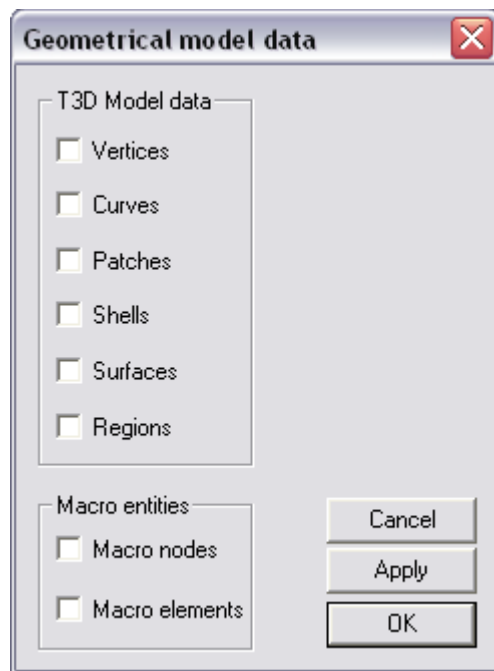 Geometrical model data
T3D Model data
Vertices
Curves
Patches
Shells
Surfaces
Regions
Macro entities
Macro nodes
Macro elements
Cancel
Apply
OK